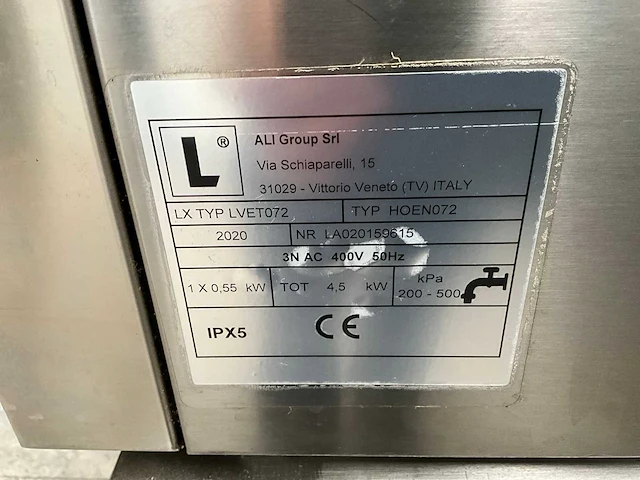 L®
ALI Group Srl
Via Schiaparelli, 15
31029 - Vittorio Veneto (TV) ITALY
LX TYP LVET072 TYP HOEN072
2020 NR LA020159615
3N AC 400V 50Hz
1 X 0,55 kW TOT 4,5 kW kPa
200 - 500
IPX5 CE